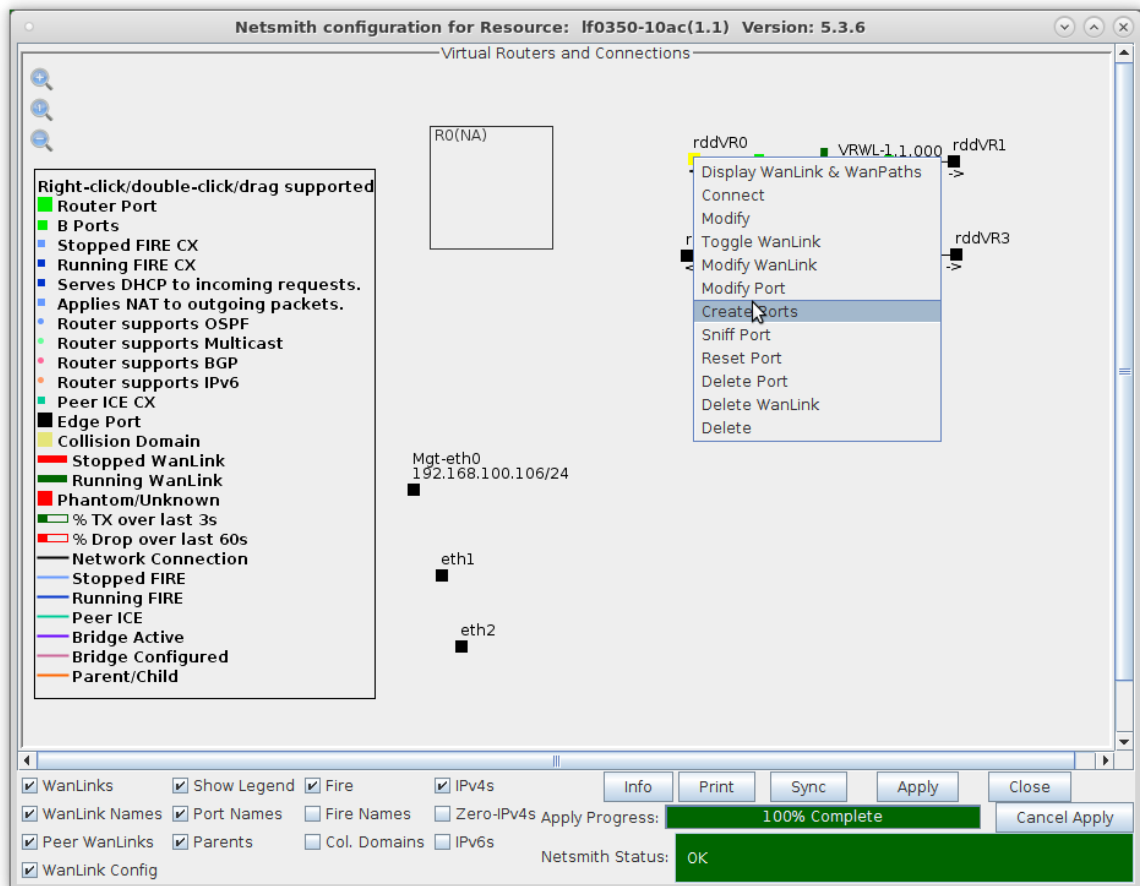 Netsmith configuration for Resource:  lf0350-10ac(1.1)  Version: 5.3.6
Virtual Routers and Connections
R0(NA)
rddVR0
VRWL-1.1.000
rddVR1
->
Display WanLink & WanPaths
Connect
Modify
Toggle WanLink
Modify WanLink
Modify Port
Create Ports
Sniff Port
Reset Port
Delete Port
Delete WanLink
Delete
r
<
rddVR3
->
Right-click/double-click/drag supported
Router Port
B Ports
Stopped FIRE CX
Running FIRE CX
Serves DHCP to incoming requests.
Applies NAT to outgoing packets.
Router supports OSPF
Router supports Multicast
Router supports BGP
Router supports IPv6
Peer ICE CX
Edge Port
Collision Domain
Stopped WanLink
Running WanLink
Phantom/Unknown
% TX over last 3s
% Drop over last 60s
Network Connection
Stopped FIRE
Running FIRE
Peer ICE
Bridge Active
Bridge Configured
Parent/Child
Mgt-eth0
192.168.100.106/24
eth1
eth2
WanLinks
Show Legend
Fire
IPv4s
Info
Print
Sync
Apply
Close
WanLink Names
Port Names
Fire Names
Zero-IPv4s
Apply Progress:
100% Complete
Cancel Apply
Peer WanLinks
Parents
Col. Domains
IPv6s
Netsmith Status:
OK
WanLink Config